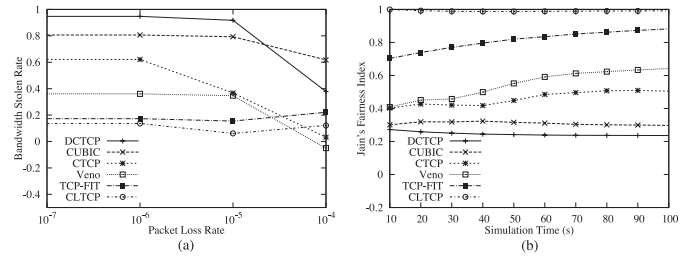 1
0.8
0.6
0.4
0.2
0
-0.2
-0.4
Bandwidth Stolen Rate
DCTCP
CUBIC
CTCP
Veno
TCP-FIT
CLTCP
10^-7
10^-6
10^-5
10^-4
Packet Loss Rate
(a)
1
0.8
0.6
0.4
0.2
0
-0.2
Jain's Fairness Index
DCTCP
CUBIC
CTCP
Veno
TCP-FIT
CLTCP
10 20 30 40 50 60 70 80 90 100
Simulation Time (s)
(b)